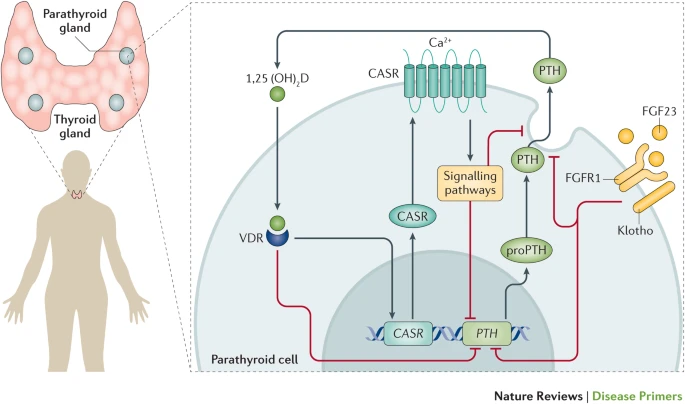 Parathyroid
gland
Thyroid
gland
1,25 (OH)₂D
Ca²⁺
CASR
PTH
FGF23
PTH
FGFR1
Signalling
pathways
Klotho
CASR
VDR
proPTH
CASR
PTH
Parathyroid cell
Nature Reviews | Disease Primers